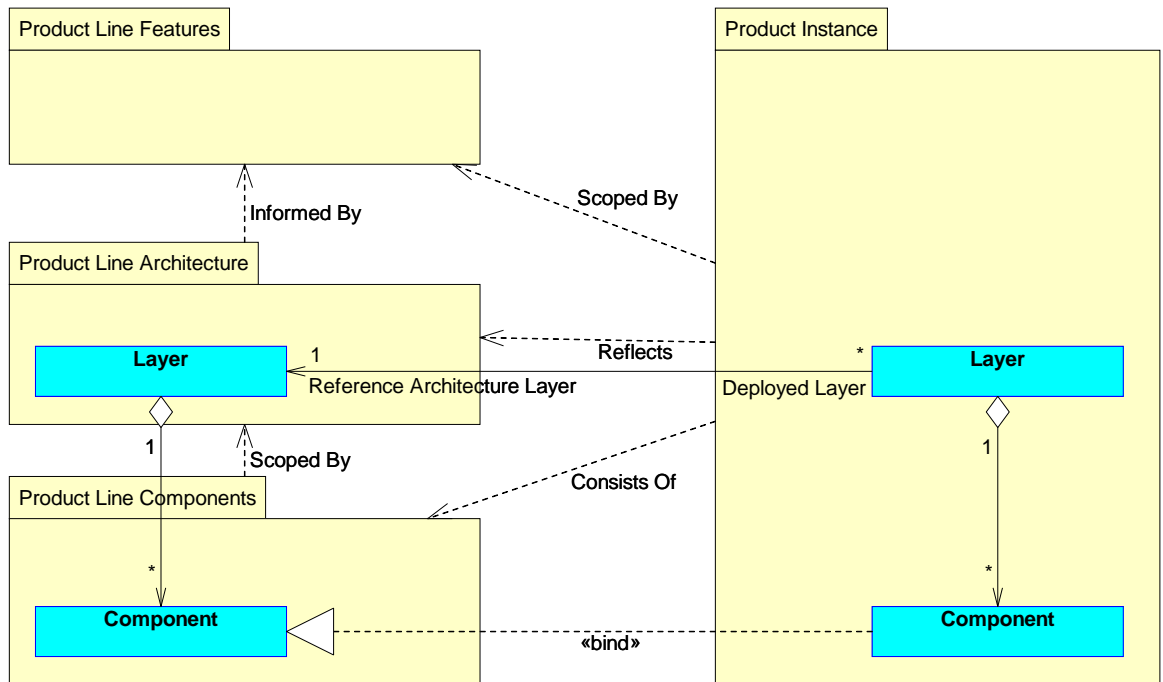 Product Line Features
Product Instance
Scoped By
Informed By
Product Line Architecture
Layer
1
Reflects
*
Layer
Reference Architecture Layer
Deployed Layer
1
1
Scoped By
Consists Of
Product Line Components
*
*
Component
«bind»
Component